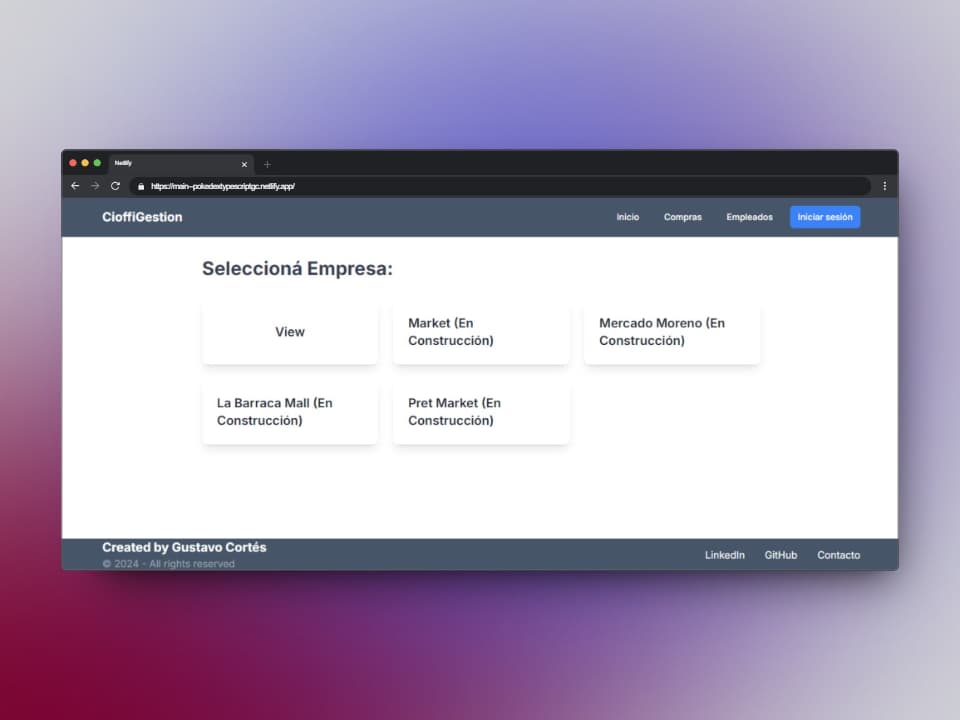 Netlify
https://main--pokedextypescriptgc.netlify.app/
CioffiGestion
Inicio
Compras
Empleados
Iniciar sesión
Seleccioná Empresa:
View
Market (En
Construcción)
Mercado Moreno (En
Construcción)
La Barraca Mall (En
Construcción)
Pret Market (En
Construcción)
Created by Gustavo Cortés
© 2024 - All rights reserved
LinkedIn
GitHub
Contacto